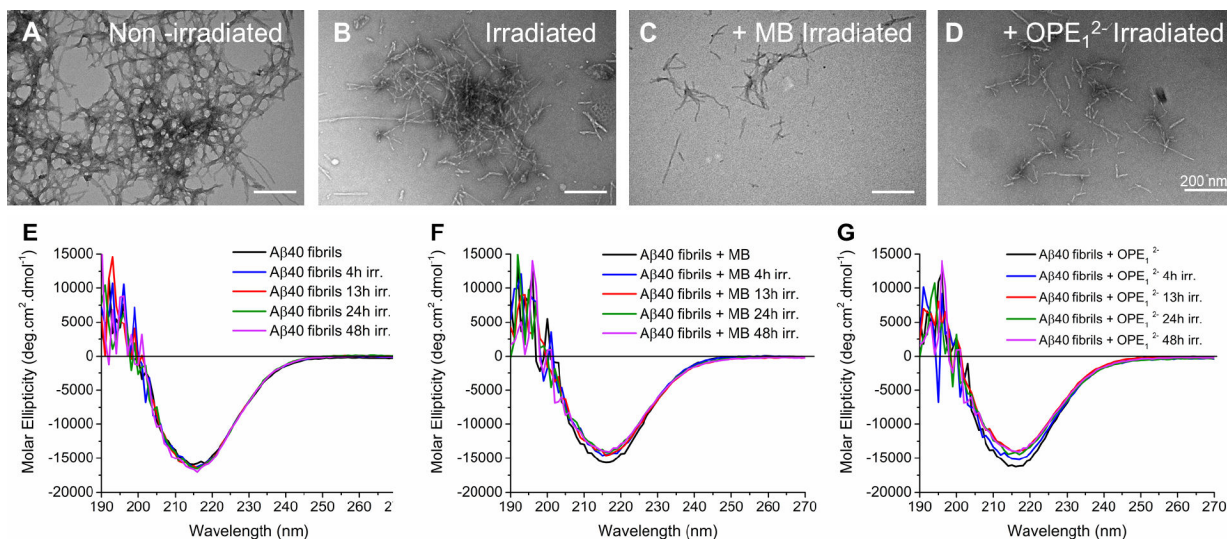 A Non -irradiated
B Irradiated
C + MB Irradiated
D + OPE₁²⁻ Irradiated
200 nm
E
Aβ40 fibrils
Aβ40 fibrils 4h irr.
Aβ40 fibrils 13h irr.
Aβ40 fibrils 24h irr.
Aβ40 fibrils 48h irr.
15000
10000
5000
0
-5000
-10000
-15000
-20000
Molar Ellipticity (deg.cm².dmol⁻¹)
190 200 210 220 230 240 250 260 2
Wavelength (nm)
F
Aβ40 fibrils + MB
Aβ40 fibrils + MB 4h irr.
Aβ40 fibrils + MB 13h irr.
Aβ40 fibrils + MB 24h irr.
Aβ40 fibrils + MB 48h irr.
15000
10000
5000
0
-5000
-10000
-15000
-20000
Molar Ellipticity (deg.cm².dmol⁻¹)
190 200 210 220 230 240 250 260 270
Wavelength (nm)
G
Aβ40 fibrils + OPE₁ ²⁻
Aβ40 fibrils + OPE₁ ²⁻ 4h irr.
Aβ40 fibrils + OPE₁ ²⁻ 13h irr.
Aβ40 fibrils + OPE₁ ²⁻ 24h irr.
Aβ40 fibrils + OPE₁ ²⁻ 48h irr.
15000
10000
5000
0
-5000
-10000
-15000
-20000
Molar Ellipticity (deg.cm².dmol⁻¹)
190 200 210 220 230 240 250 260 270
Wavelength (nm)